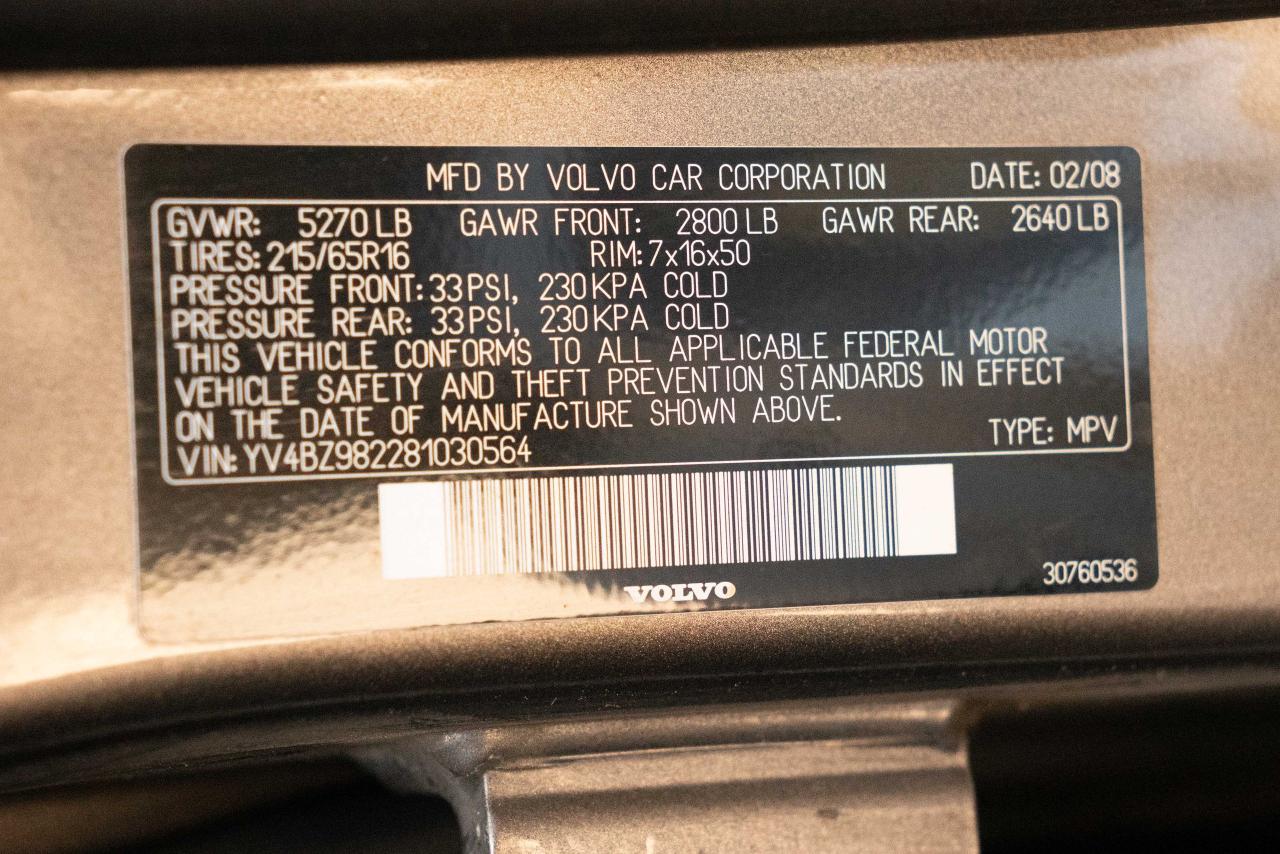 MFD BY VOLVO CAR CORPORATION DATE: 02/08
GVWR: 5270 LB GAWR FRONT: 2800 LB GAWR REAR: 2640 LB
TIRES: 215/65R16 RIM: 7x16x50
PRESSURE FRONT: 33 PSI, 230 KPA COLD
PRESSURE REAR: 33 PSI, 230 KPA COLD
THIS VEHICLE CONFORMS TO ALL APPLICABLE FEDERAL MOTOR
VEHICLE SAFETY AND THEFT PREVENTION STANDARDS IN EFFECT
ON THE DATE OF MANUFACTURE SHOWN ABOVE.
VIN: YV4BZ982281030564 TYPE: MPV
30760536
VOLVO